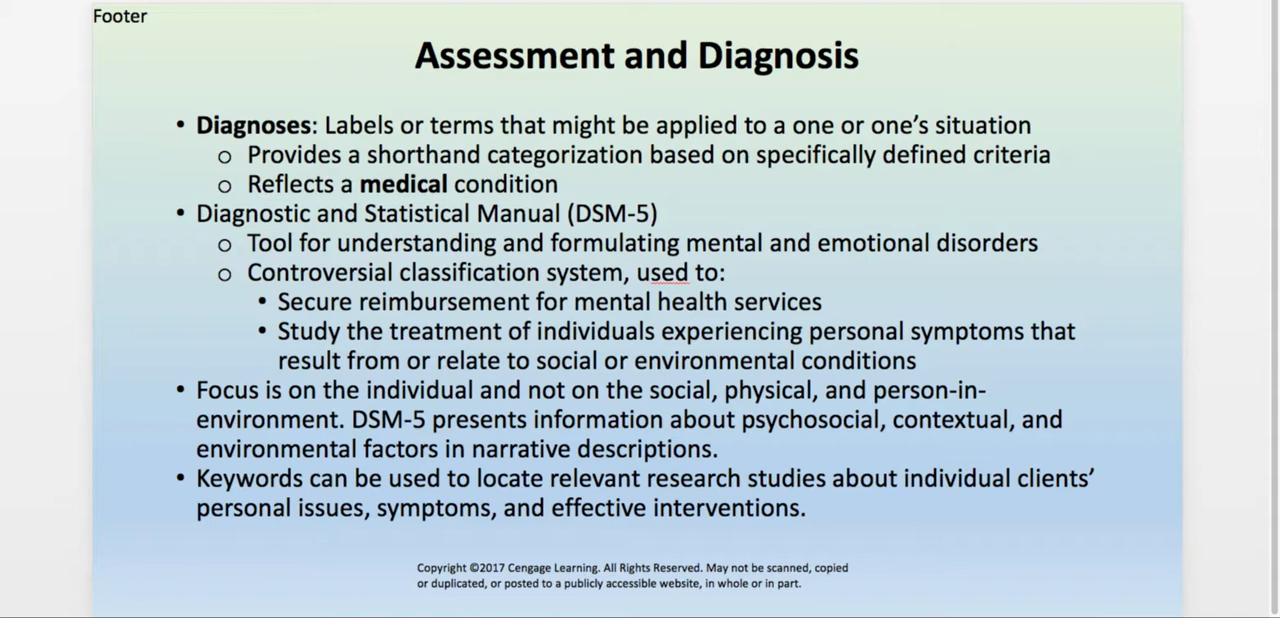 Footer
Assessment and Diagnosis
• Diagnoses: Labels or terms that might be applied to a one or one’s situation
o Provides a shorthand categorization based on specifically defined criteria
o Reflects a medical condition
• Diagnostic and Statistical Manual (DSM-5)
o Tool for understanding and formulating mental and emotional disorders
o Controversial classification system, used to:
• Secure reimbursement for mental health services
• Study the treatment of individuals experiencing personal symptoms that
result from or relate to social or environmental conditions
• Focus is on the individual and not on the social, physical, and person-in-
environment. DSM-5 presents information about psychosocial, contextual, and
environmental factors in narrative descriptions.
• Keywords can be used to locate relevant research studies about individual clients’
personal issues, symptoms, and effective interventions.
Copyright ©2017 Cengage Learning. All Rights Reserved. May not be scanned, copied
or duplicated, or posted to a publicly accessible website, in whole or in part.